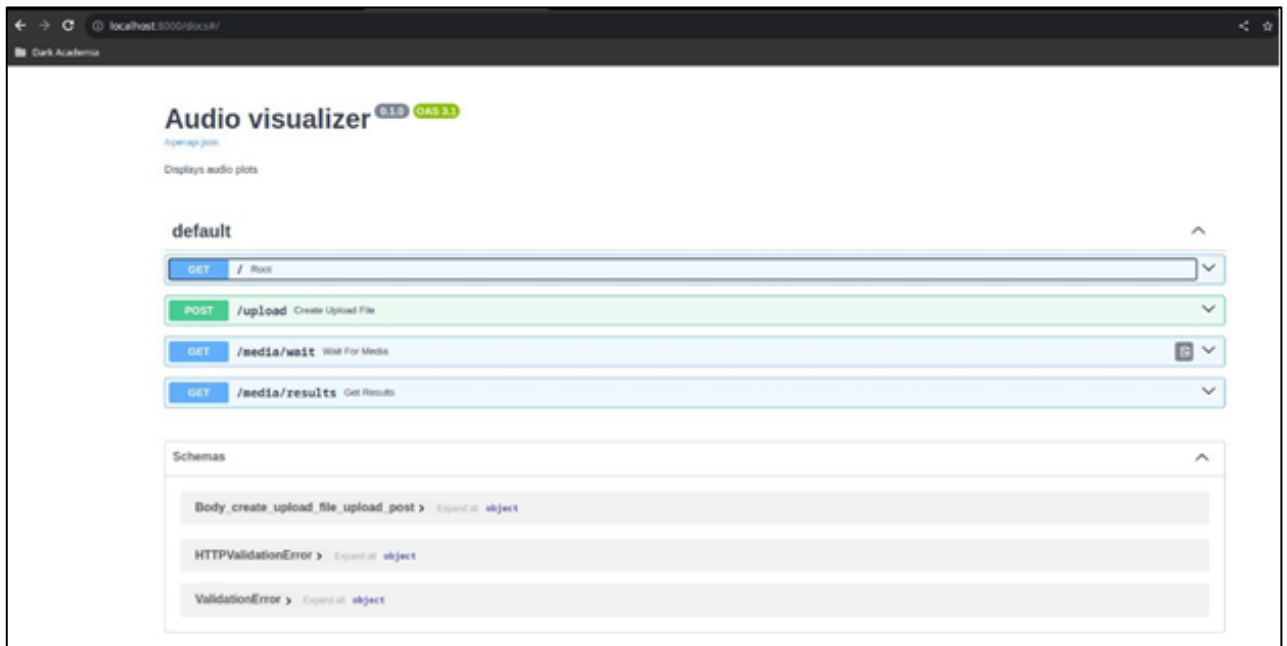 localhost:8000/docs#/
Dark Academia
Audio visualizer 0.1.0 OAS 3.1
/openapi.json
Displays audio plots
default
GET / Root
POST /upload Create Upload File
GET /media/wait Wait For Media
GET /media/results Get Results
Schemas
Body_create_upload_file_upload_post Expand all object
HTTPValidationError Expand all object
ValidationError Expand all object